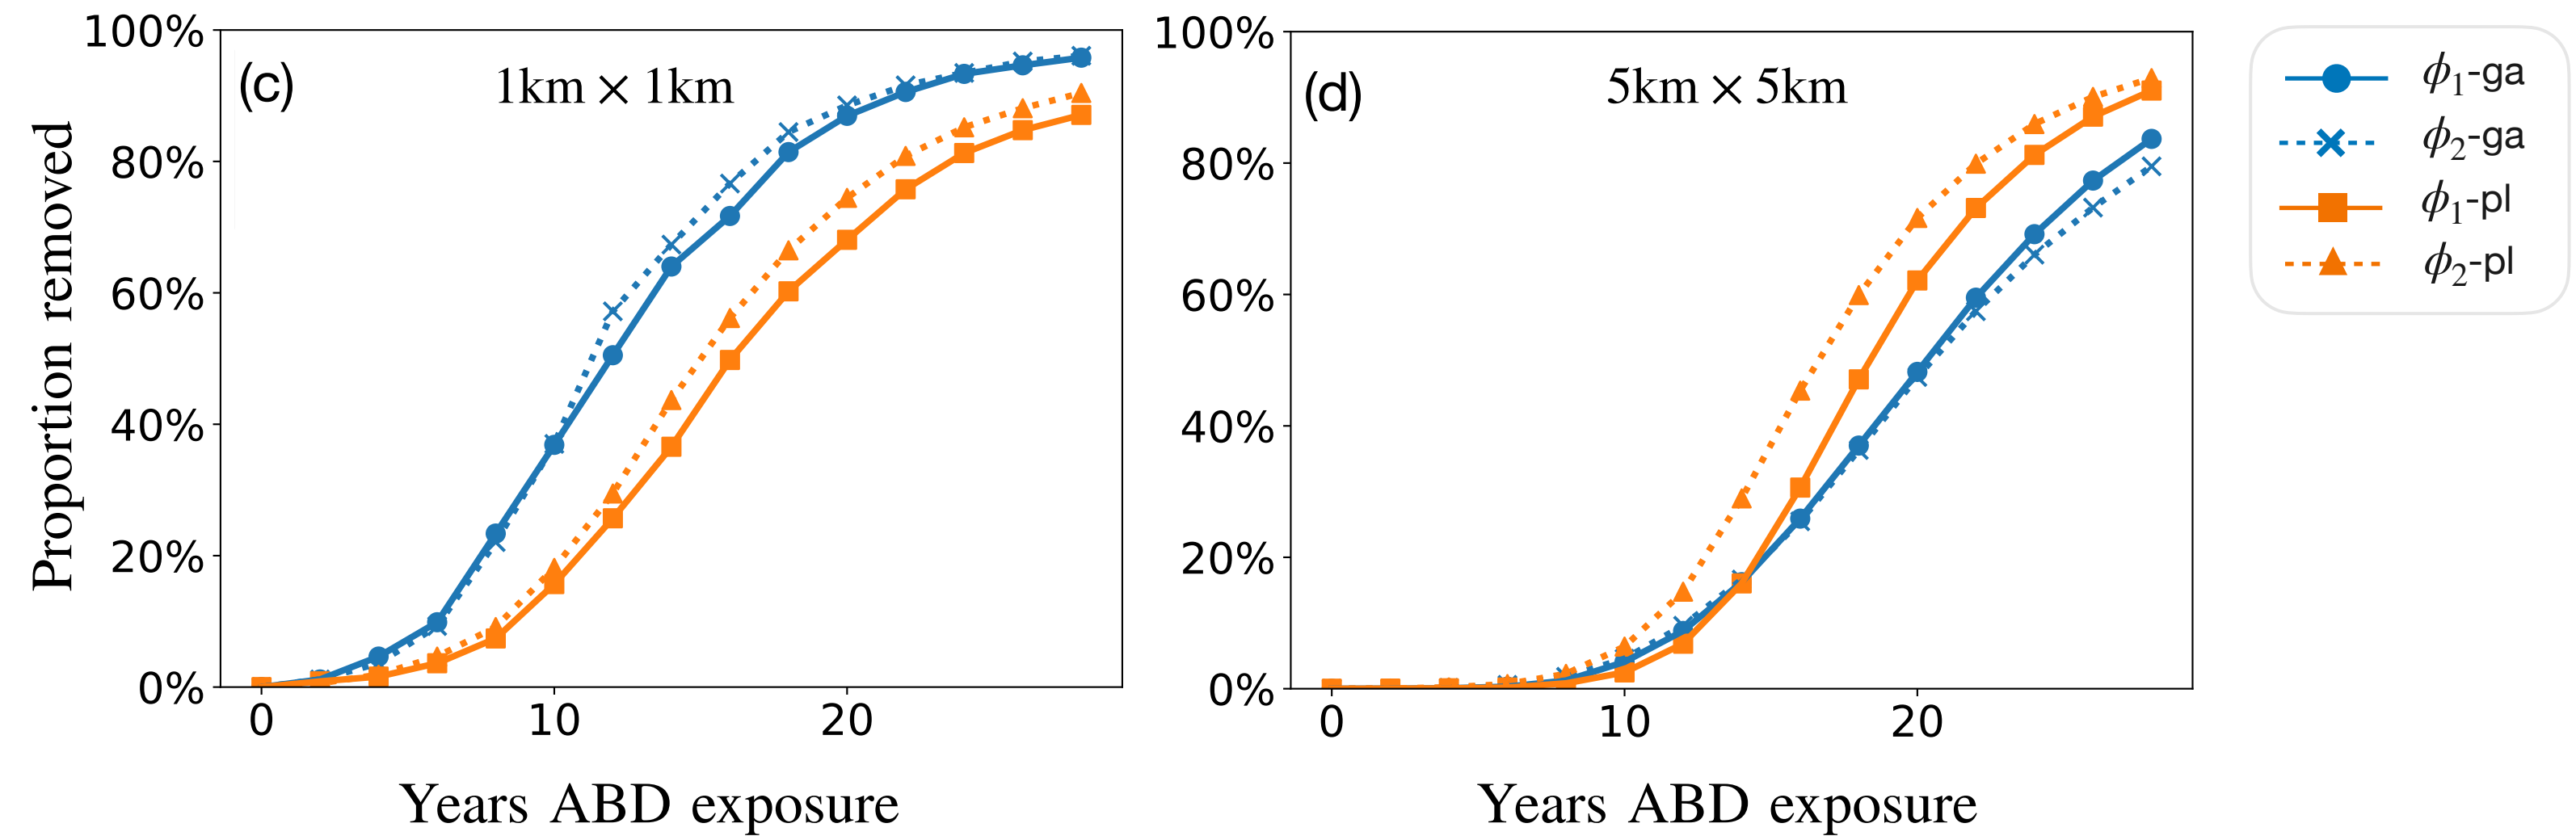 Proportion removed
100%
80%
60%
40%
20%
0%
(c)
1km × 1km
0
10
20
Years ABD exposure
100%
80%
60%
40%
20%
0%
(d)
5km × 5km
0
10
20
Years ABD exposure
ϕ₁-ga
ϕ₂-ga
ϕ₁-pl
ϕ₂-pl